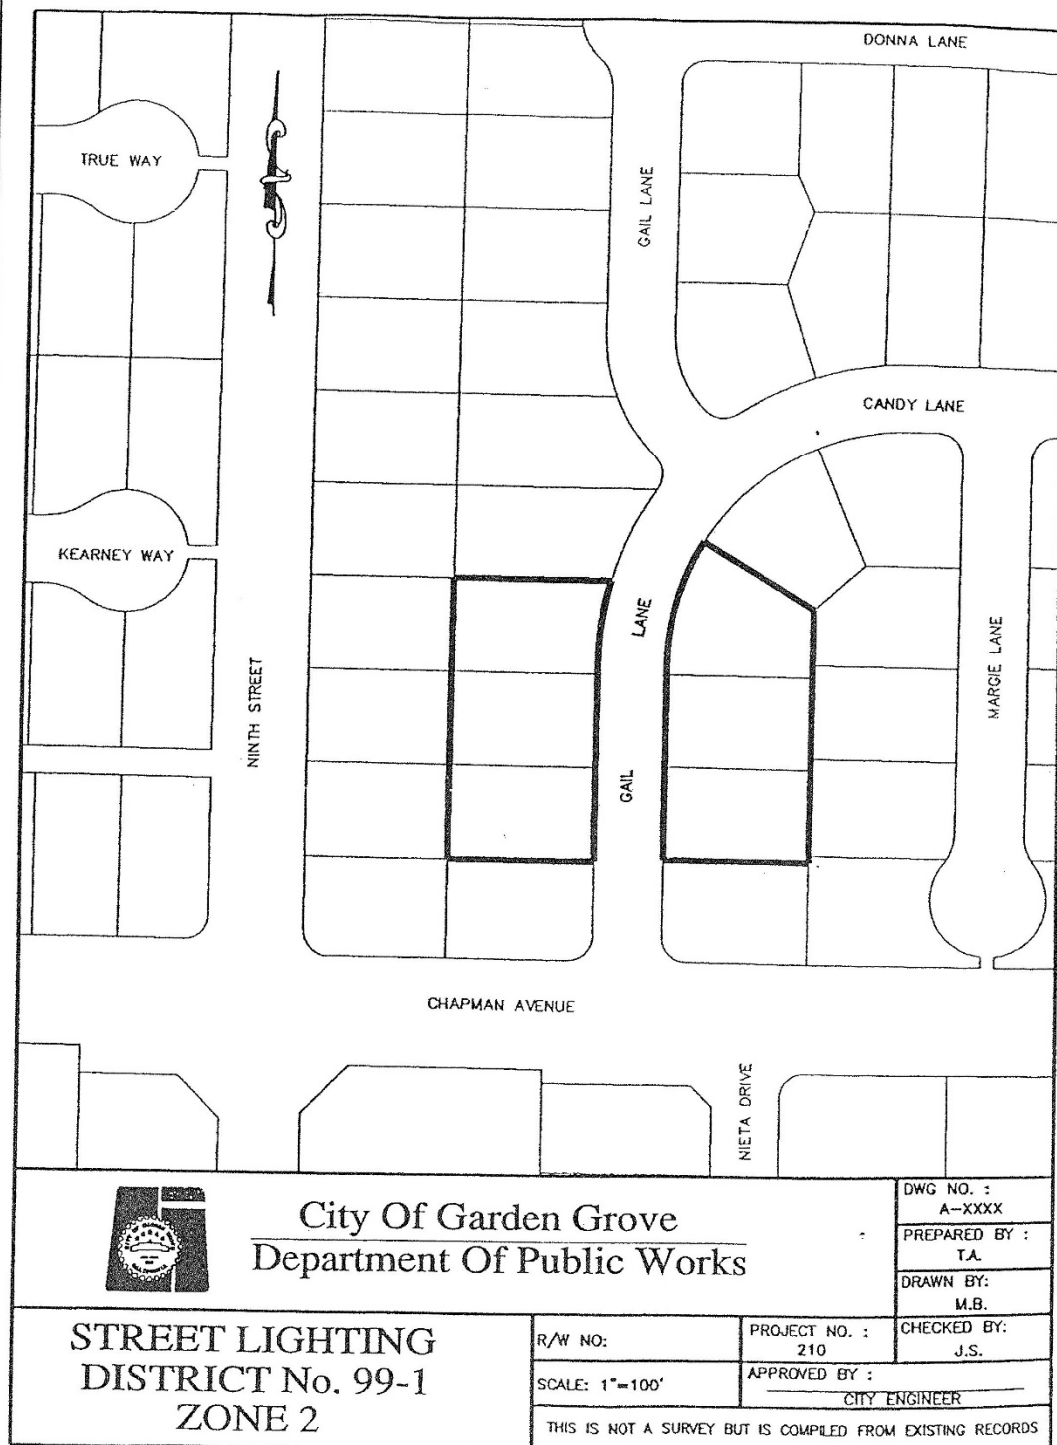 DONNA LANE
TRUE WAY
GAIL LANE
CANDY LANE
KEARNEY WAY
LANE
MARGIE LANE
NINTH STREET
GAIL
CHAPMAN AVENUE
NIETA DRIVE
City Of Garden Grove
Department Of Public Works
DWG NO. :
A-XXXX
PREPARED BY :
T.A.
DRAWN BY:
M.B.
STREET LIGHTING
DISTRICT No. 99-1
ZONE 2
R/W NO:
PROJECT NO. :
210
CHECKED BY:
J.S.
SCALE: 1"=100'
APPROVED BY :
CITY ENGINEER
THIS IS NOT A SURVEY BUT IS COMPILED FROM EXISTING RECORDS